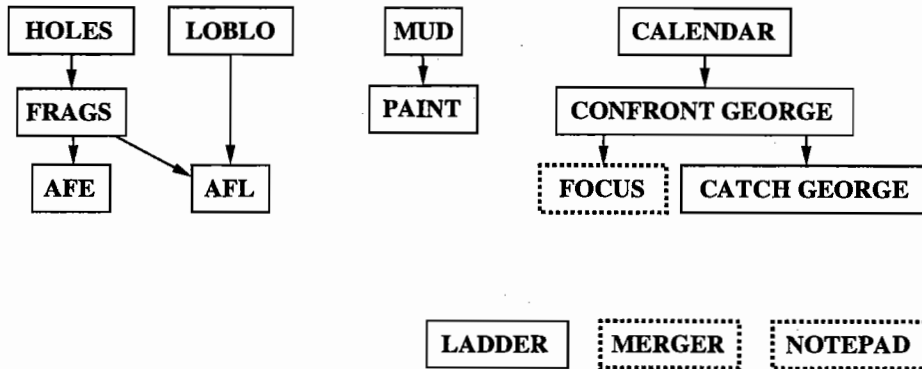 HOLES LOBLO MUD CALENDAR
FRAGS PAINT CONFRONT GEORGE
AFE AFL FOCUS CATCH GEORGE
LADDER MERGER NOTEPAD